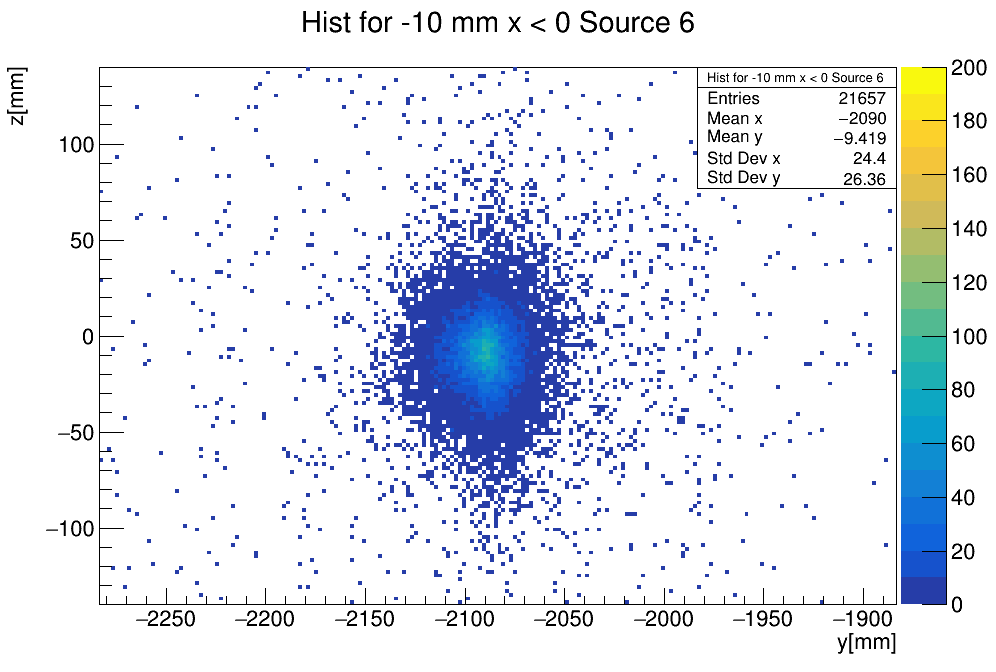 Hist for -10 mm x < 0 Source 6
z[mm]
Hist for -10 mm x < 0 Source 6
Entries 21657
Mean x −2090
Mean y −9.419
Std Dev x 24.4
Std Dev y 26.36
100
50
0
−50
−100
200
180
160
140
120
100
80
60
40
20
0
−2250 −2200 −2150 −2100 −2050 −2000 −1950 −1900
y[mm]